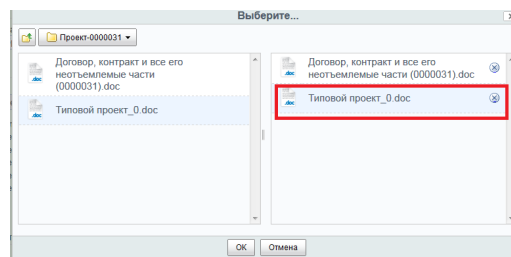 Выберите...
Проект-0000031
Договор, контракт и все его
неотъемлемые части
(0000031).doc
Типовой проект_0.doc
Договор, контракт и все его
неотъемлемые части (0000031).doc
Типовой проект_0.doc
OK
Отмена